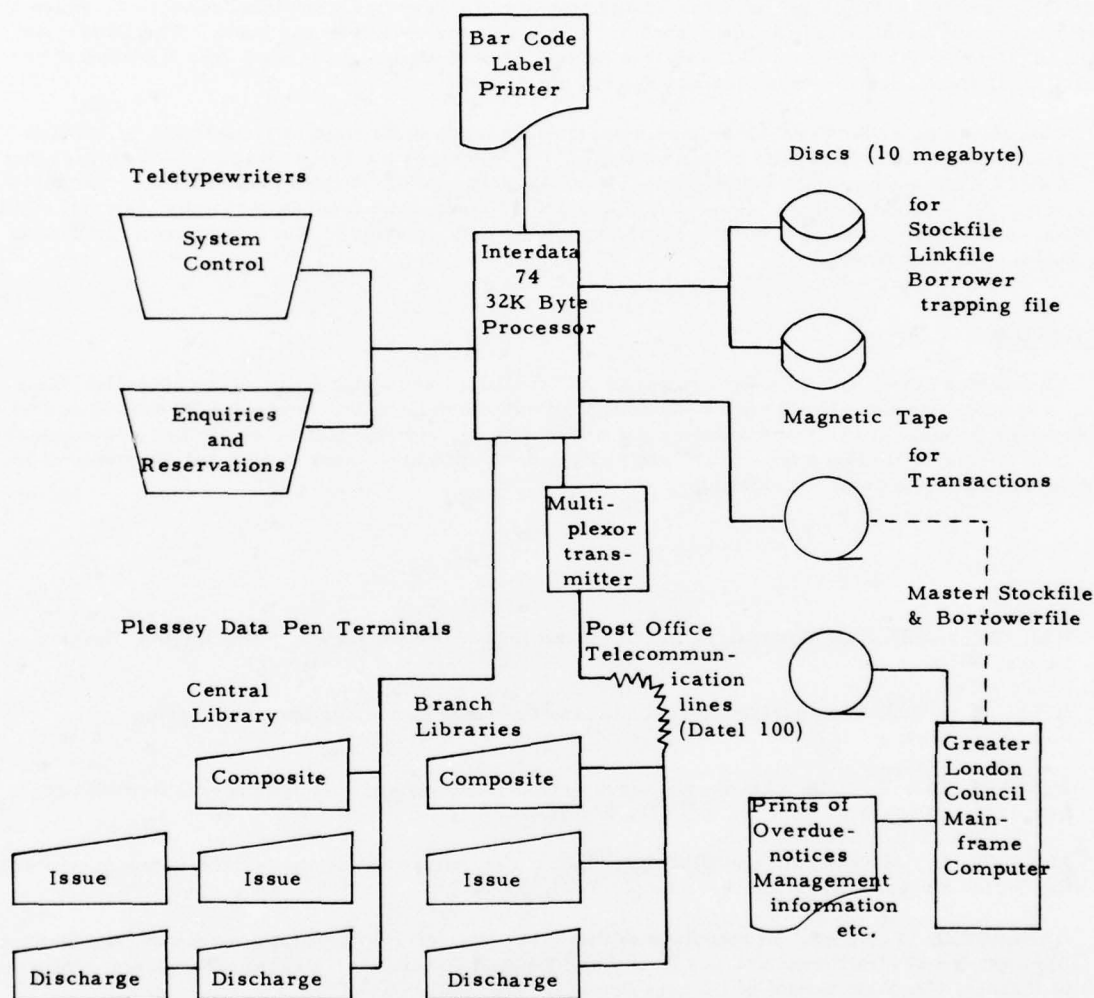 Bar Code
Label
Printer
Teletypewriters
System
Control
Enquiries
and
Reservations
Interdata
74
32K Byte
Processor
Discs (10 megabyte)
for
Stockfile
Linkfile
Borrower
trapping file
Magnetic Tape
for
Transactions
Multi-
plexor
trans-
mitter
Master Stockfile
& Borrowerfile
Plessey Data Pen Terminals
Post Office
Telecommun-
ication
lines
(Datel 100)
Central
Library
Branch
Libraries
Composite
Composite
Issue
Issue
Issue
Discharge
Discharge
Discharge
Prints of
Overdue-
notices
Management
information
etc.
Greater
London
Council
Main-
frame
Computer